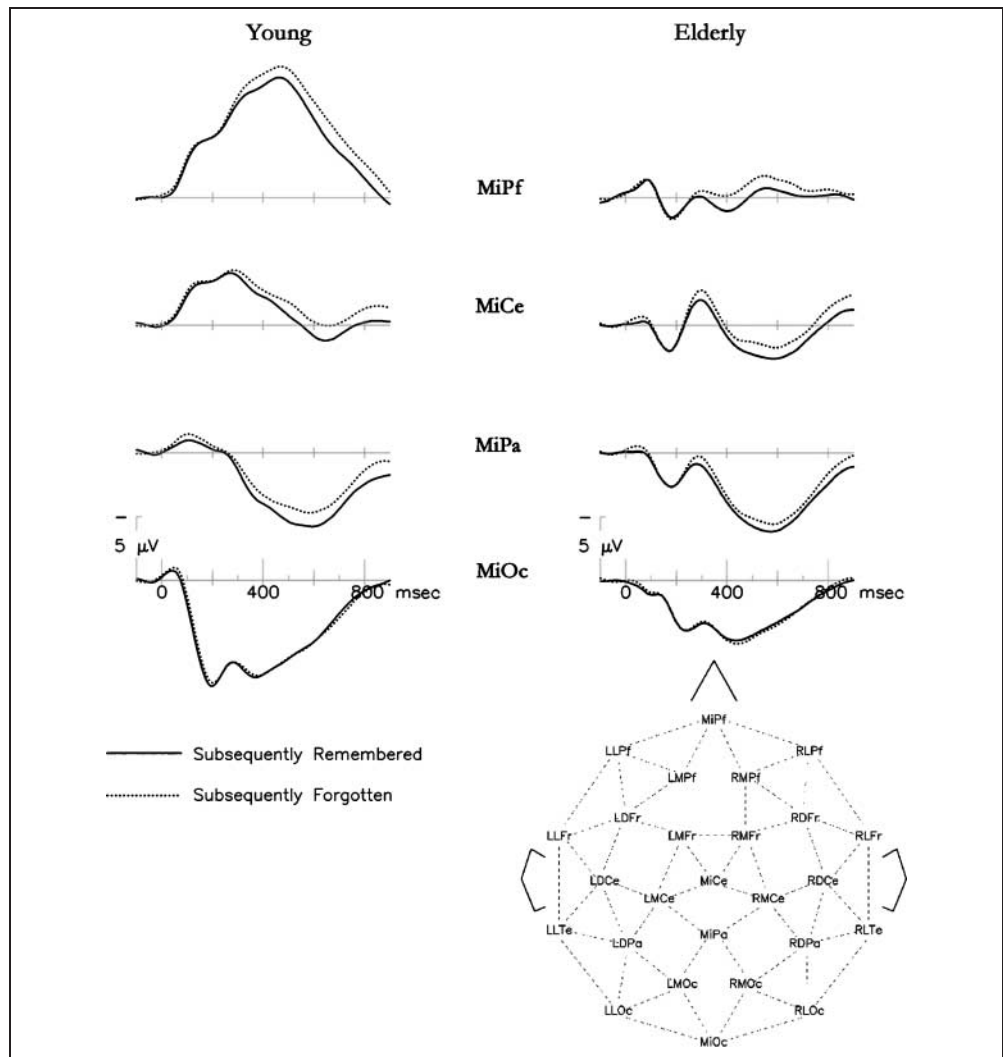 Young Elderly
MiPf
MiCe
MiPa
−
5 μV
MiOc
0 400 800 msec 0 400 800 msec
Subsequently Remembered
Subsequently Forgotten
MiPf
LLPf RLPf
LMPf RMPf
LDFr RDFr
LLFr LMFr RMFr RLFr
LDCe MiCe RDCe
LMCe RMCe
LLTe MiPa RLTe
LDPa RDPa
LMOc RMOc
LLOc RLOc
MiOc